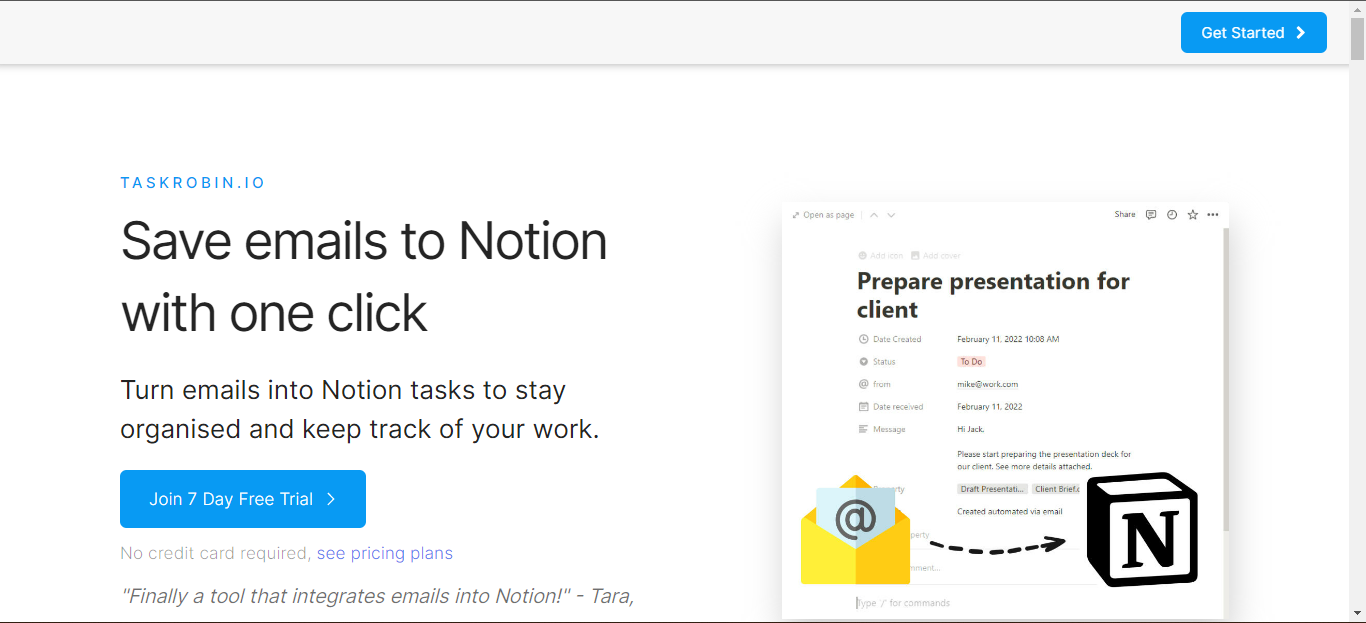 Get Started
TASKROBIN.IO
Save emails to Notion
with one click
Turn emails into Notion tasks to stay
organised and keep track of your work.
Join 7 Day Free Trial
No credit card required, see pricing plans
"Finally a tool that integrates emails into Notion!" - Tara,
Open as page
Share
Add icon Add cover
Prepare presentation for
client
Date Created February 11, 2022 10:08 AM
Status To Do
@ from mike@work.com
Date received February 11, 2022
Message Hi Jack,
Please start preparing the presentation deck for
our client. See more details attached.
Draft Presentati... Client Brief.c
Created automated via email
@
N
Type '/' for commands